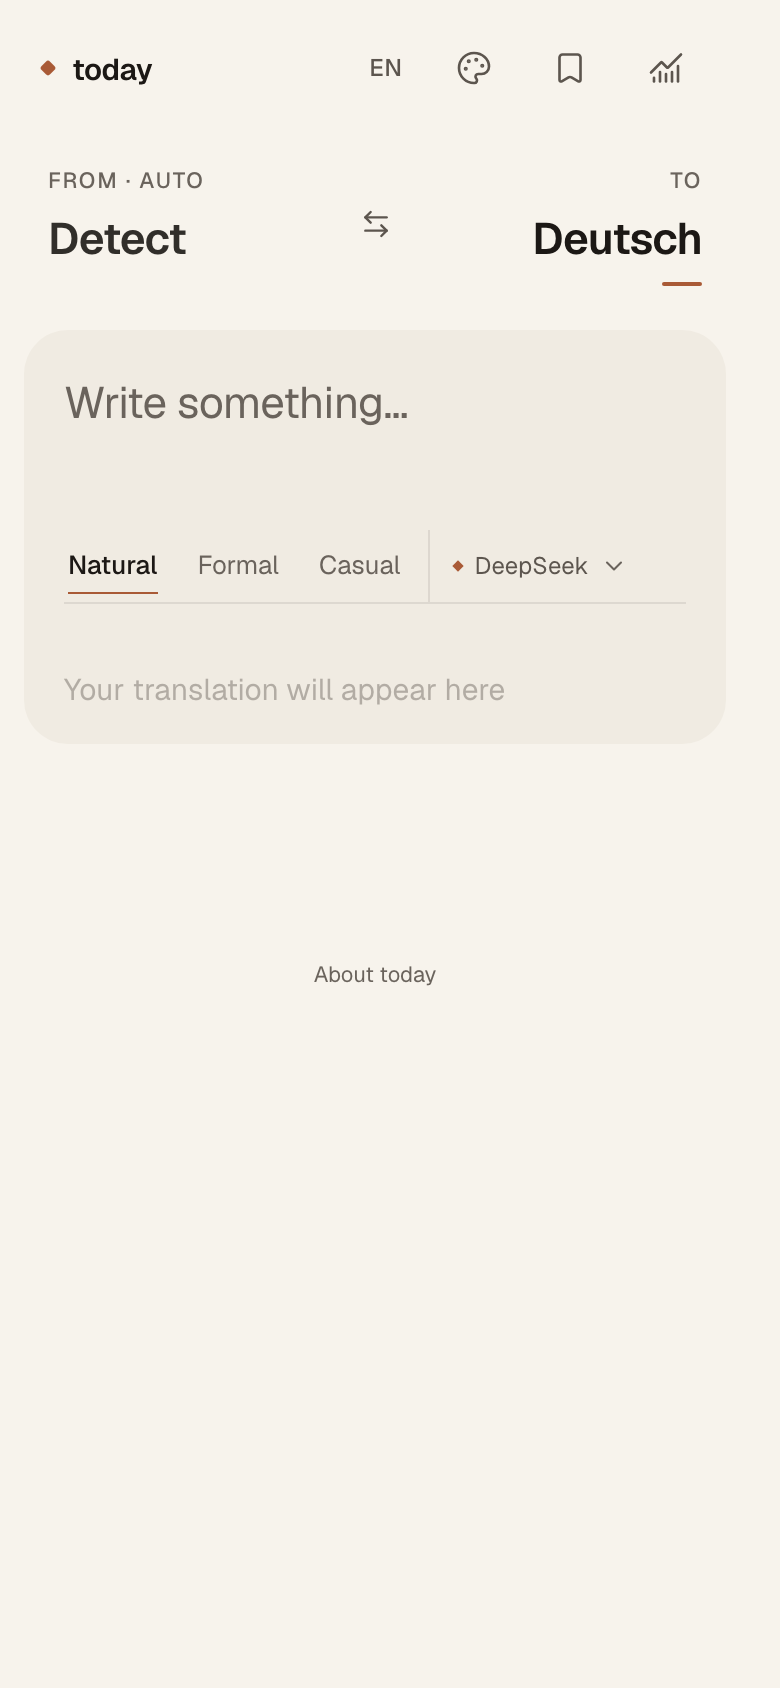 today
EN
FROM · AUTO
TO
Detect
Deutsch
Write something...
Natural
Formal
Casual
DeepSeek
Your translation will appear here
About today